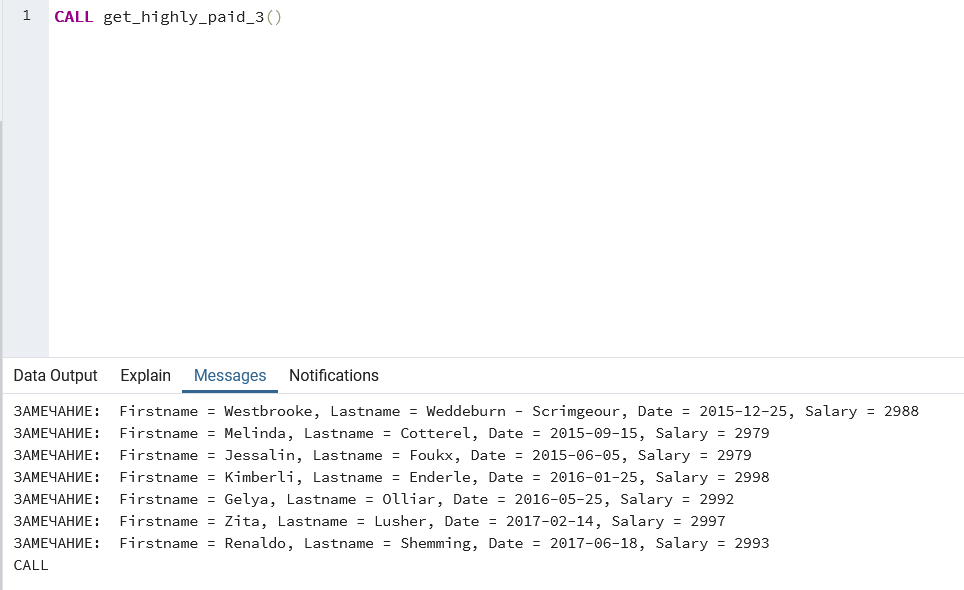 1 CALL get_highly_paid_3()
Data Output Explain Messages Notifications
ЗАМЕЧАНИЕ: Firstname = Westbrooke, Lastname = Weddeburn - Scrimgeour, Date = 2015-12-25, Salary = 2988
ЗАМЕЧАНИЕ: Firstname = Melinda, Lastname = Cotterel, Date = 2015-09-15, Salary = 2979
ЗАМЕЧАНИЕ: Firstname = Jessalin, Lastname = Foukx, Date = 2015-06-05, Salary = 2979
ЗАМЕЧАНИЕ: Firstname = Kimberli, Lastname = Enderle, Date = 2016-01-25, Salary = 2998
ЗАМЕЧАНИЕ: Firstname = Gelya, Lastname = Olliar, Date = 2016-05-25, Salary = 2992
ЗАМЕЧАНИЕ: Firstname = Zita, Lastname = Lusher, Date = 2017-02-14, Salary = 2997
ЗАМЕЧАНИЕ: Firstname = Renaldo, Lastname = Shemming, Date = 2017-06-18, Salary = 2993
CALL